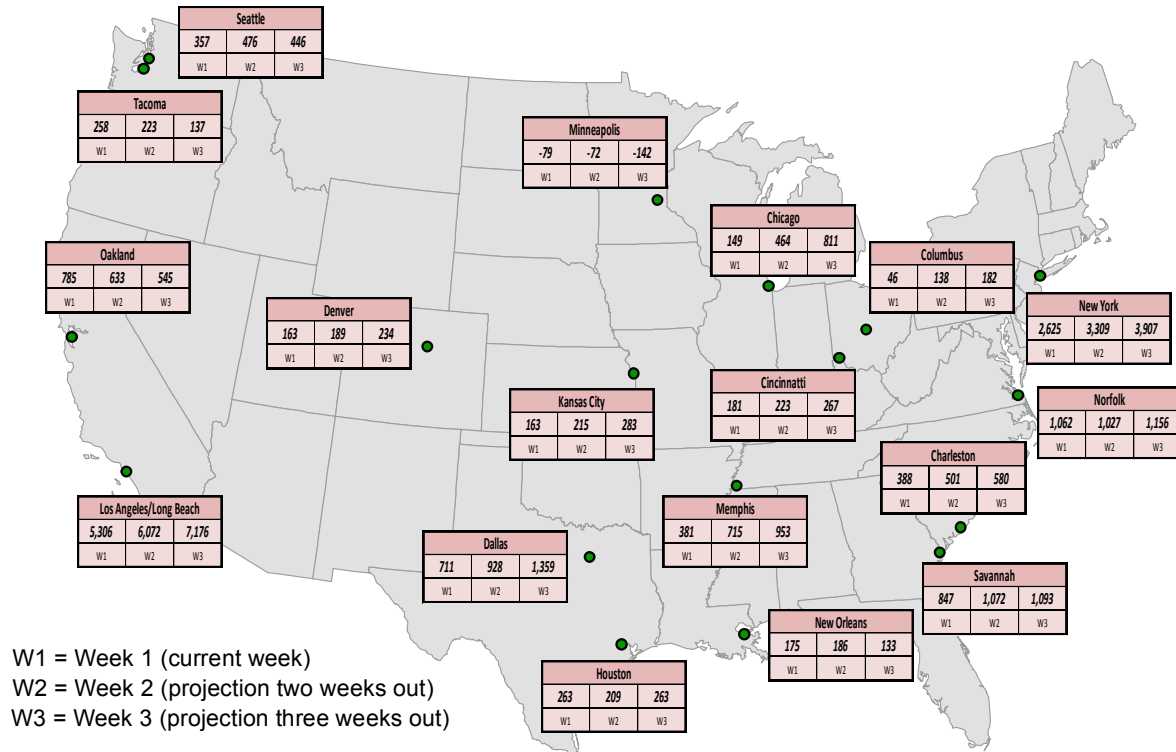 Seattle
357 476 446
W1 W2 W3
Tacoma
258 223 137
W1 W2 W3
Minneapolis
-79 -72 -142
W1 W2 W3
Chicago
149 464 811
W1 W2 W3
Oakland
785 633 545
W1 W2 W3
Columbus
46 138 182
W1 W2 W3
New York
2,625 3,309 3,907
W1 W2 W3
Denver
163 189 234
W1 W2 W3
Cincinnatti
181 223 267
W1 W2 W3
Kansas City
163 215 283
W1 W2 W3
Norfolk
1,062 1,027 1,156
W1 W2 W3
Charleston
388 501 580
W1 W2 W3
Los Angeles/Long Beach
5,306 6,072 7,176
W1 W2 W3
Memphis
381 715 953
W1 W2 W3
Dallas
711 928 1,359
W1 W2 W3
Savannah
847 1,072 1,093
W1 W2 W3
New Orleans
175 186 133
W1 W2 W3
Houston
263 209 263
W1 W2 W3
W1 = Week 1 (current week)
W2 = Week 2 (projection two weeks out)
W3 = Week 3 (projection three weeks out)